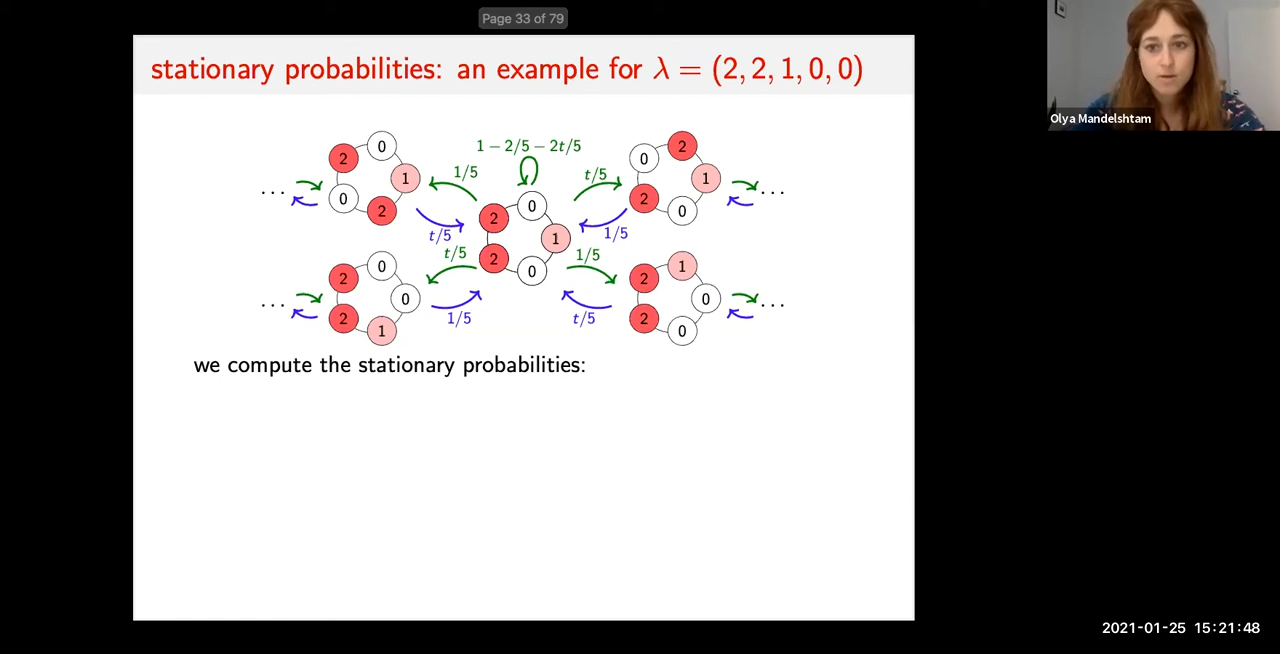 Page 33 of 79
stationary probabilities: an example for λ = (2, 2, 1, 0, 0)
Olya Mandelshtam
1 − 2/5 − 2t/5
0
2
1
0
2
1/5
t/5
2
0
1
2
0
. . .
. . .
t/5
1/5
0
2
1
2
0
t/5
1/5
0
2
0
2
1
1
2
0
2
0
. . .
. . .
1/5
t/5
we compute the stationary probabilities:
2021-01-25 15:21:48